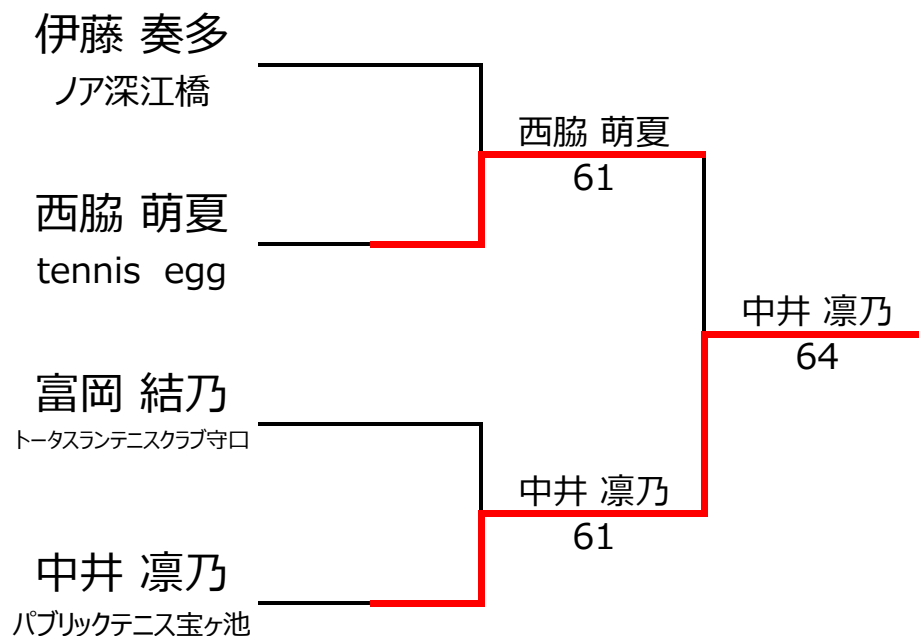 伊藤 奏多
ノア深江橋
西脇 萌夏
61
西脇 萌夏
tennis egg
中井 凛乃
64
富岡 結乃
トータスランテニスクラブ守口
中井 凛乃
61
中井 凛乃
パブリックテニス宝ヶ池